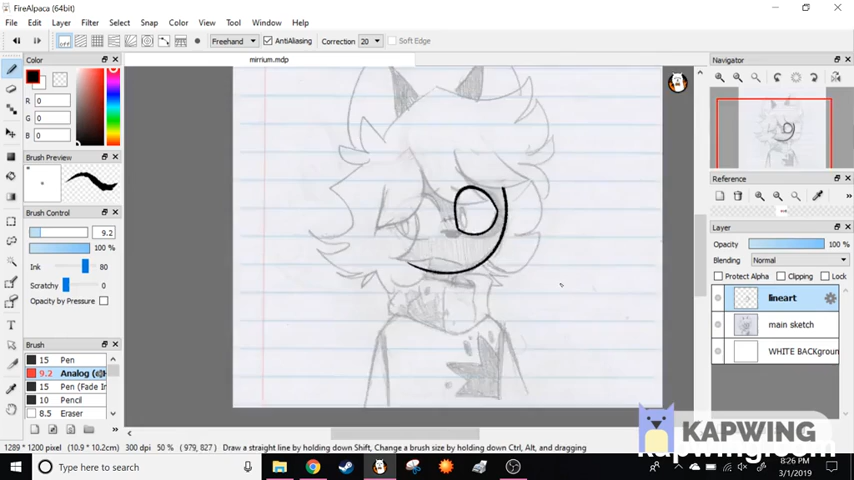 FireAlpaca (64bit)
File Edit Layer Filter Select Snap Color View Tool Window Help
off Freehand AntiAliasing Correction 20 Soft Edge
mirrium.mdp
Color
R 0
G 0
B 0
Brush Preview
Brush Control
9.2
100 %
Ink 80
Scratchy 0
Opacity by Pressure
Brush
15 Pen
9.2 Analog
15 Pen (Fade In
10 Pencil
8.5 Eraser
Navigator
Reference
Layer
Opacity 100 %
Blending Normal
Protect Alpha Clipping Lock
lineart
main sketch
WHITE BACKgroun
1289 * 1200 pixel (10.9 * 10.2cm) 300 dpi 50 % (979, 827) Draw a straight line by holding down Shift, Change a brush size by holding down Ctrl, Alt, and dragging
KAPWING
kapwing.com
Type here to search
8:26 PM
3/1/2019